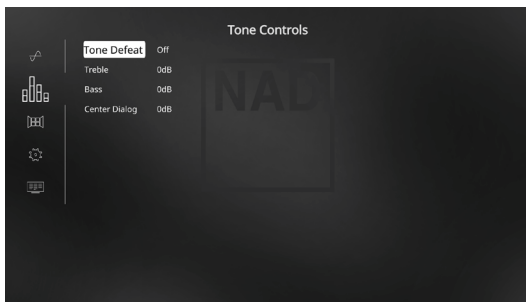 Tone Controls
Tone Defeat Off
Treble 0dB
Bass 0dB
Center Dialog 0dB
NAD